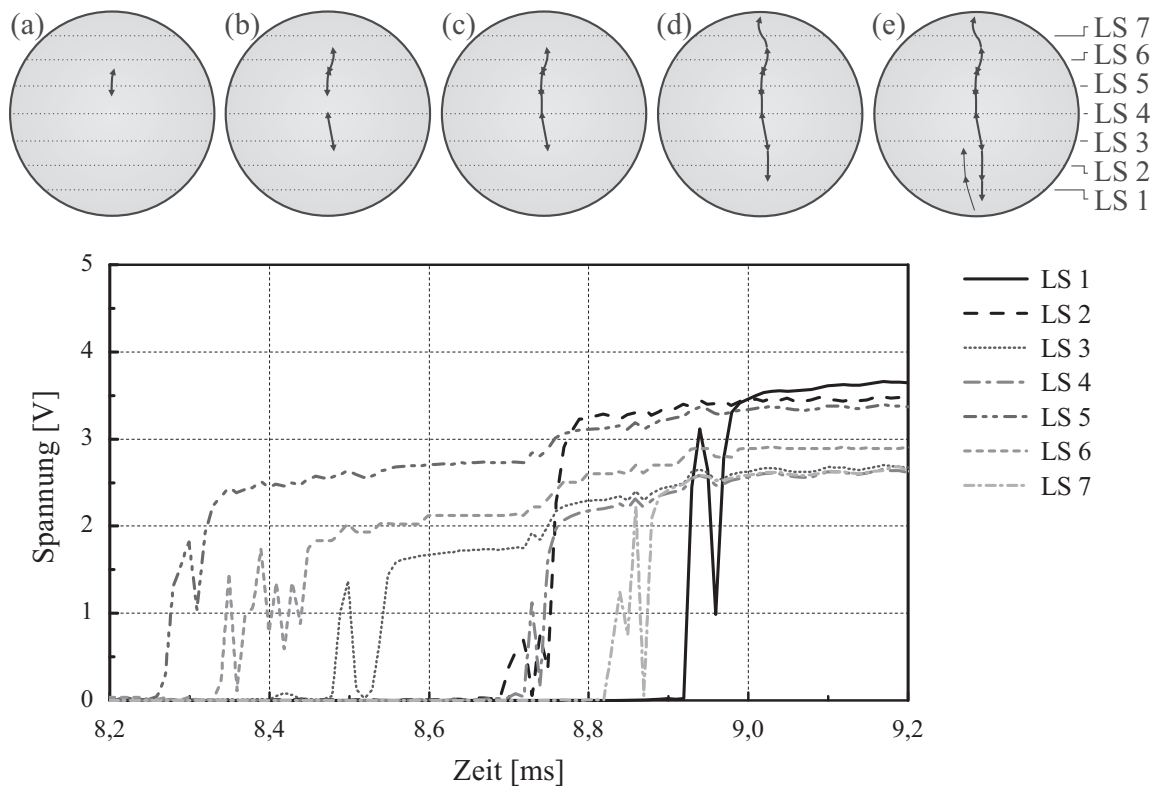 (a) (b) (c) (d) (e)
LS 7
LS 6
LS 5
LS 4
LS 3
LS 2
LS 1
5
4
3
2
1
0
Spannung [V]
8,2 8,4 8,6 8,8 9,0 9,2
Zeit [ms]
LS 1
LS 2
LS 3
LS 4
LS 5
LS 6
LS 7